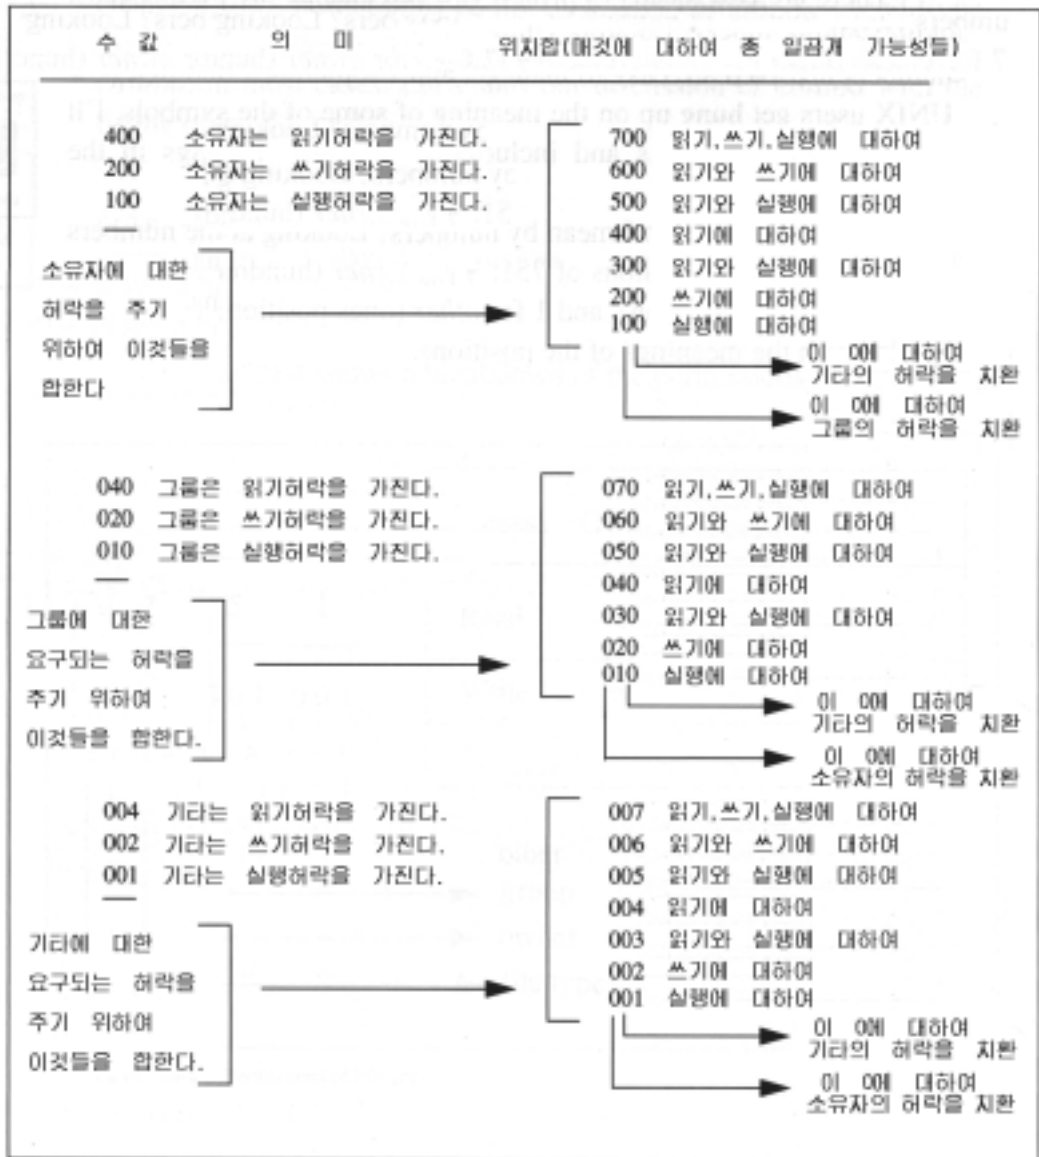 수 값 의 미 위치합(매것에 대하여 총 일곱개 가능성들)
400 소유자는 읽기허락을 가진다.
200 소유자는 쓰기허락을 가진다.
100 소유자는 실행허락을 가진다.
소유자에 대한
허락을 주기
위하여 이것들을
합한다
700 읽기,쓰기,실행에 대하여
600 읽기와 쓰기에 대하여
500 읽기와 실행에 대하여
400 읽기에 대하여
300 읽기와 실행에 대하여
200 쓰기에 대하여
100 실행에 대하여
이 0에 대하여
기타의 허락을 치환
이 0에 대하여
그룹의 허락을 치환
040 그룹은 읽기허락을 가진다.
020 그룹은 쓰기허락을 가진다.
010 그룹은 실행허락을 가진다.
그룹에 대한
요구되는 허락을
주기 위하여
이것들을 합한다.
070 읽기,쓰기,실행에 대하여
060 읽기와 쓰기에 대하여
050 읽기와 실행에 대하여
040 읽기에 대하여
030 읽기와 실행에 대하여
020 쓰기에 대하여
010 실행에 대하여
이 0에 대하여
기타의 허락을 치환
이 0에 대하여
소유자의 허락을 치환
004 기타는 읽기허락을 가진다.
002 기타는 쓰기허락을 가진다.
001 기타는 실행허락을 가진다.
기타에 대한
요구되는 허락을
주기 위하여
이것들을 합한다.
007 읽기,쓰기,실행에 대하여
006 읽기와 쓰기에 대하여
005 읽기와 실행에 대하여
004 읽기에 대하여
003 읽기와 실행에 대하여
002 쓰기에 대하여
001 실행에 대하여
이 0에 대하여
기타의 허락을 치환
이 0에 대하여
소유자의 허락을 치환